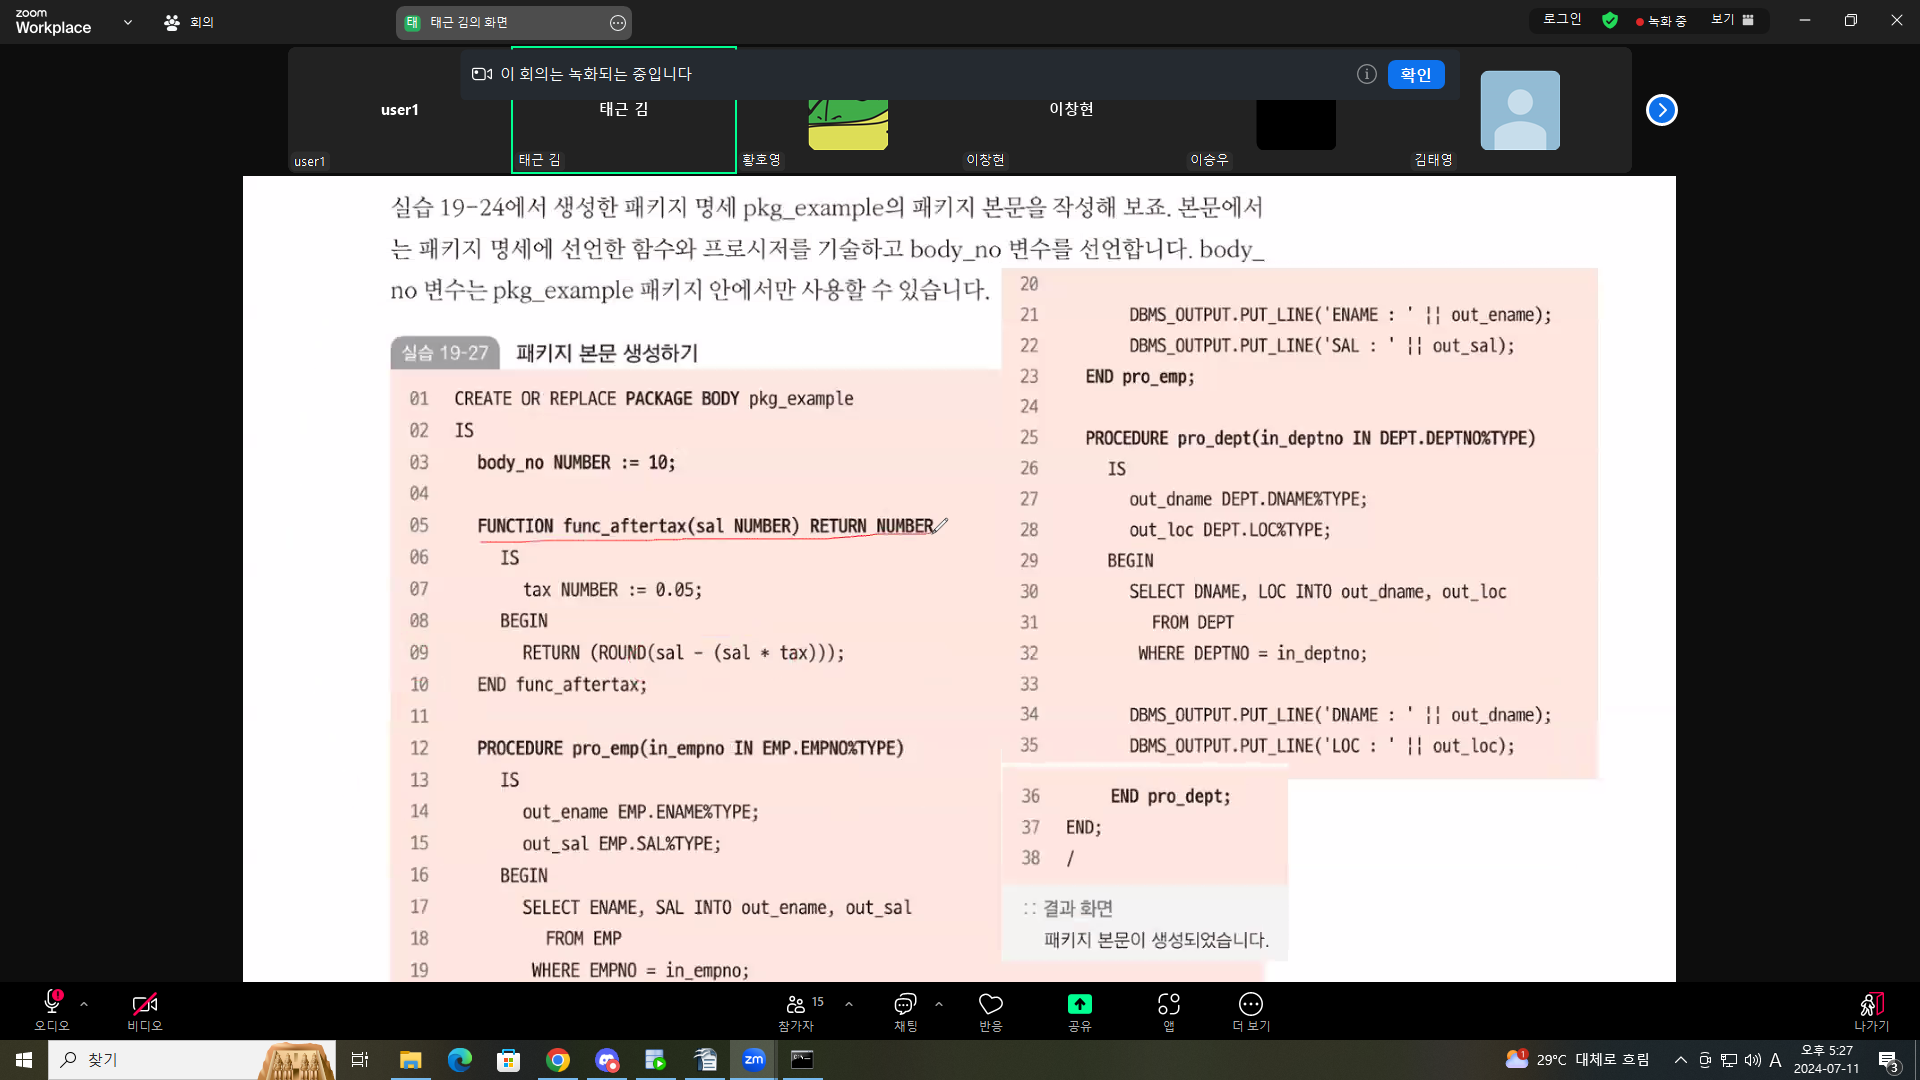 zoom
Workplace
회의
태 태근 김의 화면
로그인
녹화 중
보기
이 회의는 녹화되는 중입니다
확인
user1
태근 김
이창현
user1
태근 김
황호영
이창현
이승우
김태영
실습 19-24에서 생성한 패키지 명세 pkg_example의 패키지 본문을 작성해 보죠. 본문에서
는 패키지 명세에 선언한 함수와 프로시저를 기술하고 body_no 변수를 선언합니다. body_
no 변수는 pkg_example 패키지 안에서만 사용할 수 있습니다.
실습 19-27 패키지 본문 생성하기
01 CREATE OR REPLACE PACKAGE BODY pkg_example
02 IS
03 body_no NUMBER := 10;
04
05 FUNCTION func_aftertax(sal NUMBER) RETURN NUMBER
06 IS
07 tax NUMBER := 0.05;
08 BEGIN
09 RETURN (ROUND(sal - (sal * tax)));
10 END func_aftertax;
11
12 PROCEDURE pro_emp(in_empno IN EMP.EMPNO%TYPE)
13 IS
14 out_ename EMP.ENAME%TYPE;
15 out_sal EMP.SAL%TYPE;
16 BEGIN
17 SELECT ENAME, SAL INTO out_ename, out_sal
18 FROM EMP
19 WHERE EMPNO = in_empno;
20
21 DBMS_OUTPUT.PUT_LINE('ENAME : ' || out_ename);
22 DBMS_OUTPUT.PUT_LINE('SAL : ' || out_sal);
23 END pro_emp;
24
25 PROCEDURE pro_dept(in_deptno IN DEPT.DEPTNO%TYPE)
26 IS
27 out_dname DEPT.DNAME%TYPE;
28 out_loc DEPT.LOC%TYPE;
29 BEGIN
30 SELECT DNAME, LOC INTO out_dname, out_loc
31 FROM DEPT
32 WHERE DEPTNO = in_deptno;
33
34 DBMS_OUTPUT.PUT_LINE('DNAME : ' || out_dname);
35 DBMS_OUTPUT.PUT_LINE('LOC : ' || out_loc);
36 END pro_dept;
37 END;
38 /
:: 결과 화면
패키지 본문이 생성되었습니다.
오디오
비디오
참가자 15
채팅
반응
공유
앱
더 보기
나가기
찾기
zm
1
29°C 대체로 흐림
A
오후 5:27
2024-07-11
3